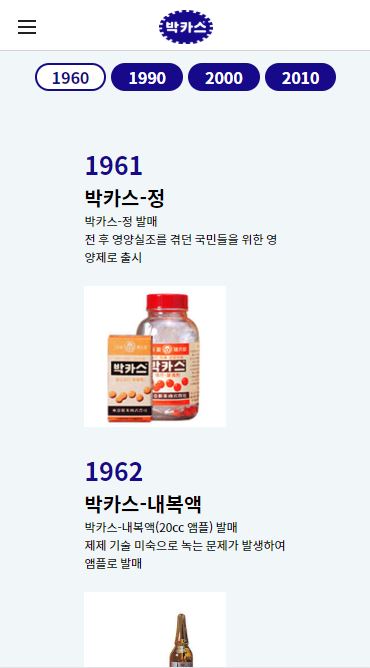 박카스
1960
1990
2000
2010
1961
박카스-정
박카스-정 발매
전 후 영양실조를 겪던 국민들을 위한 영
양제로 출시
박카스
박카스
1962
박카스-내복액
박카스-내복액(20cc 앰플) 발매
제제 기술 미숙으로 녹는 문제가 발생하여
앰플로 발매